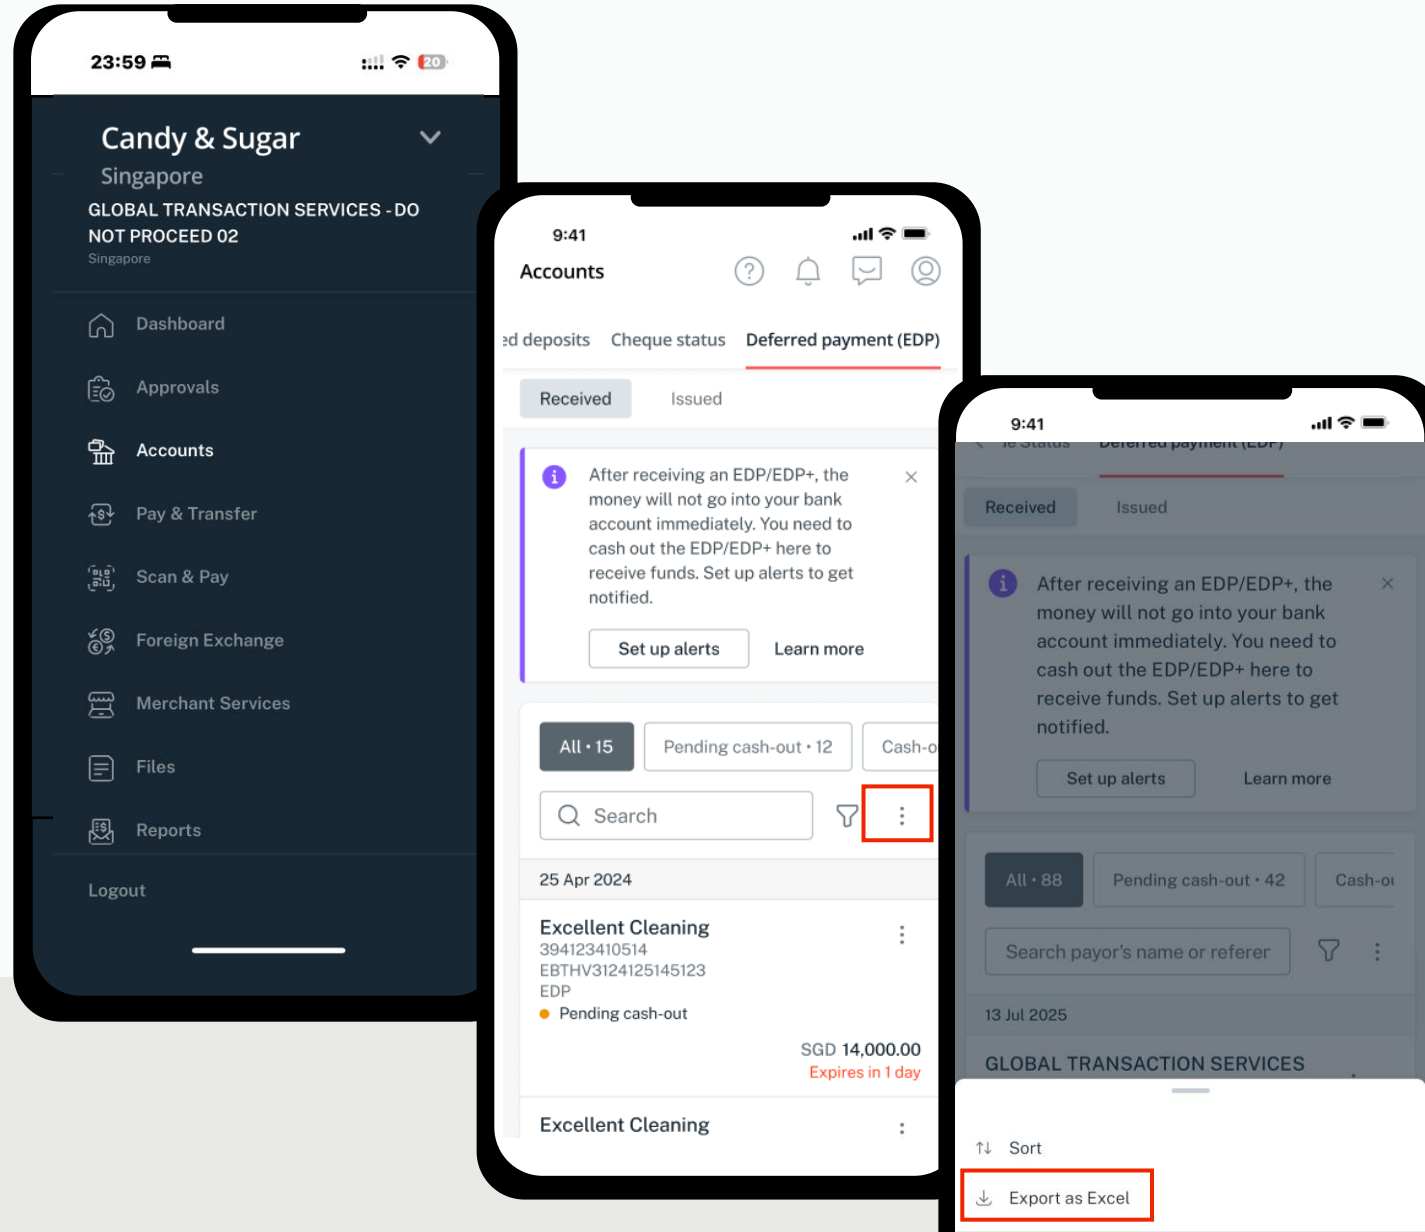 23:59
20
Candy & Sugar
Singapore
GLOBAL TRANSACTION SERVICES - DO
NOT PROCEED 02
Singapore
Dashboard
Approvals
Accounts
Pay & Transfer
Scan & Pay
Foreign Exchange
Merchant Services
Files
Reports
Logout
9:41
Accounts
ed deposits Cheque status Deferred payment (EDP)
Received Issued
After receiving an EDP/EDP+, the
money will not go into your bank
account immediately. You need to
cash out the EDP/EDP+ here to
receive funds. Set up alerts to get
notified.
Set up alerts Learn more
All • 15 Pending cash-out • 12 Cash-o
Search
25 Apr 2024
Excellent Cleaning
394123410514
EBTHV3124125145123
EDP
Pending cash-out
SGD 14,000.00
Expires in 1 day
Excellent Cleaning
9:41
le Status Deferred payment (EDP)
Received Issued
After receiving an EDP/EDP+, the
money will not go into your bank
account immediately. You need to
cash out the EDP/EDP+ here to
receive funds. Set up alerts to get
notified.
Set up alerts Learn more
All • 88 Pending cash-out • 42 Cash-ou
Search payor's name or referer
13 Jul 2025
GLOBAL TRANSACTION SERVICES
Sort
Export as Excel